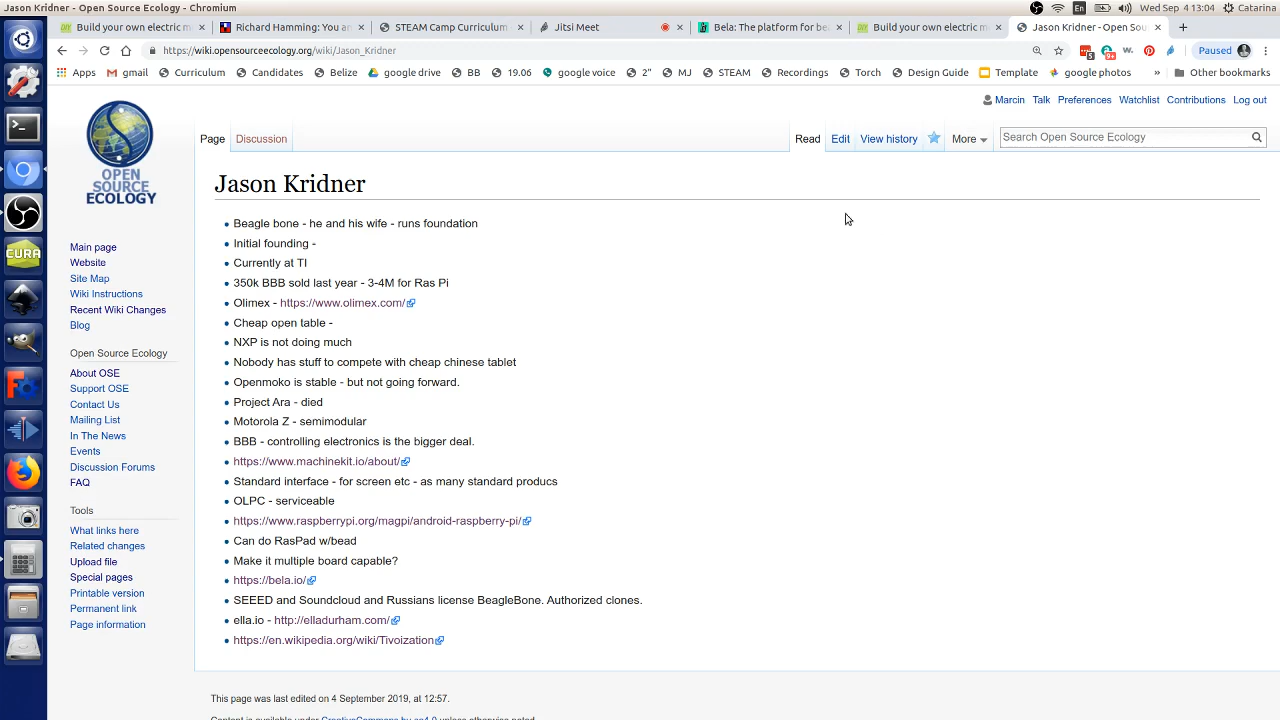 Jason Kridner - Open Source Ecology - Chromium
En
Wed Sep 4 13:04
Catarina
Build your own electric m
Richard Hamming: You an
STEAM Camp Curriculum
Jitsi Meet
Bela: The platform for be
Build your own electric m
Jason Kridner - Open Sou
https://wiki.opensourceecology.org/wiki/Jason_Kridner
Paused
Apps
gmail
Curriculum
Candidates
Belize
google drive
BB
19.06
google voice
2"
MJ
STEAM
Recordings
Torch
Design Guide
Template
google photos
»
Other bookmarks
Marcin
Talk
Preferences
Watchlist
Contributions
Log out
OPEN
SOURCE
ECOLOGY
Page
Discussion
Read
Edit
View history
More
Search Open Source Ecology
Main page
Website
Site Map
Wiki Instructions
Recent Wiki Changes
Blog
Open Source Ecology
About OSE
Support OSE
Contact Us
Mailing List
In The News
Events
Discussion Forums
FAQ
Tools
What links here
Related changes
Upload file
Special pages
Printable version
Permanent link
Page information
CURA
Jason Kridner
Beagle bone - he and his wife - runs foundation
Initial founding -
Currently at TI
350k BBB sold last year - 3-4M for Ras Pi
Olimex - https://www.olimex.com/
Cheap open table -
NXP is not doing much
Nobody has stuff to compete with cheap chinese tablet
Openmoko is stable - but not going forward.
Project Ara - died
Motorola Z - semimodular
BBB - controlling electronics is the bigger deal.
https://www.machinekit.io/about/
Standard interface - for screen etc - as many standard producs
OLPC - serviceable
https://www.raspberrypi.org/magpi/android-raspberry-pi/
Can do RasPad w/bead
Make it multiple board capable?
https://bela.io/
SEEED and Soundcloud and Russians license BeagleBone. Authorized clones.
ella.io - http://elladurham.com/
https://en.wikipedia.org/wiki/Tivoization
This page was last edited on 4 September 2019, at 12:57.
Content is available under CreativeCommons by-sa4.0 unless otherwise noted.